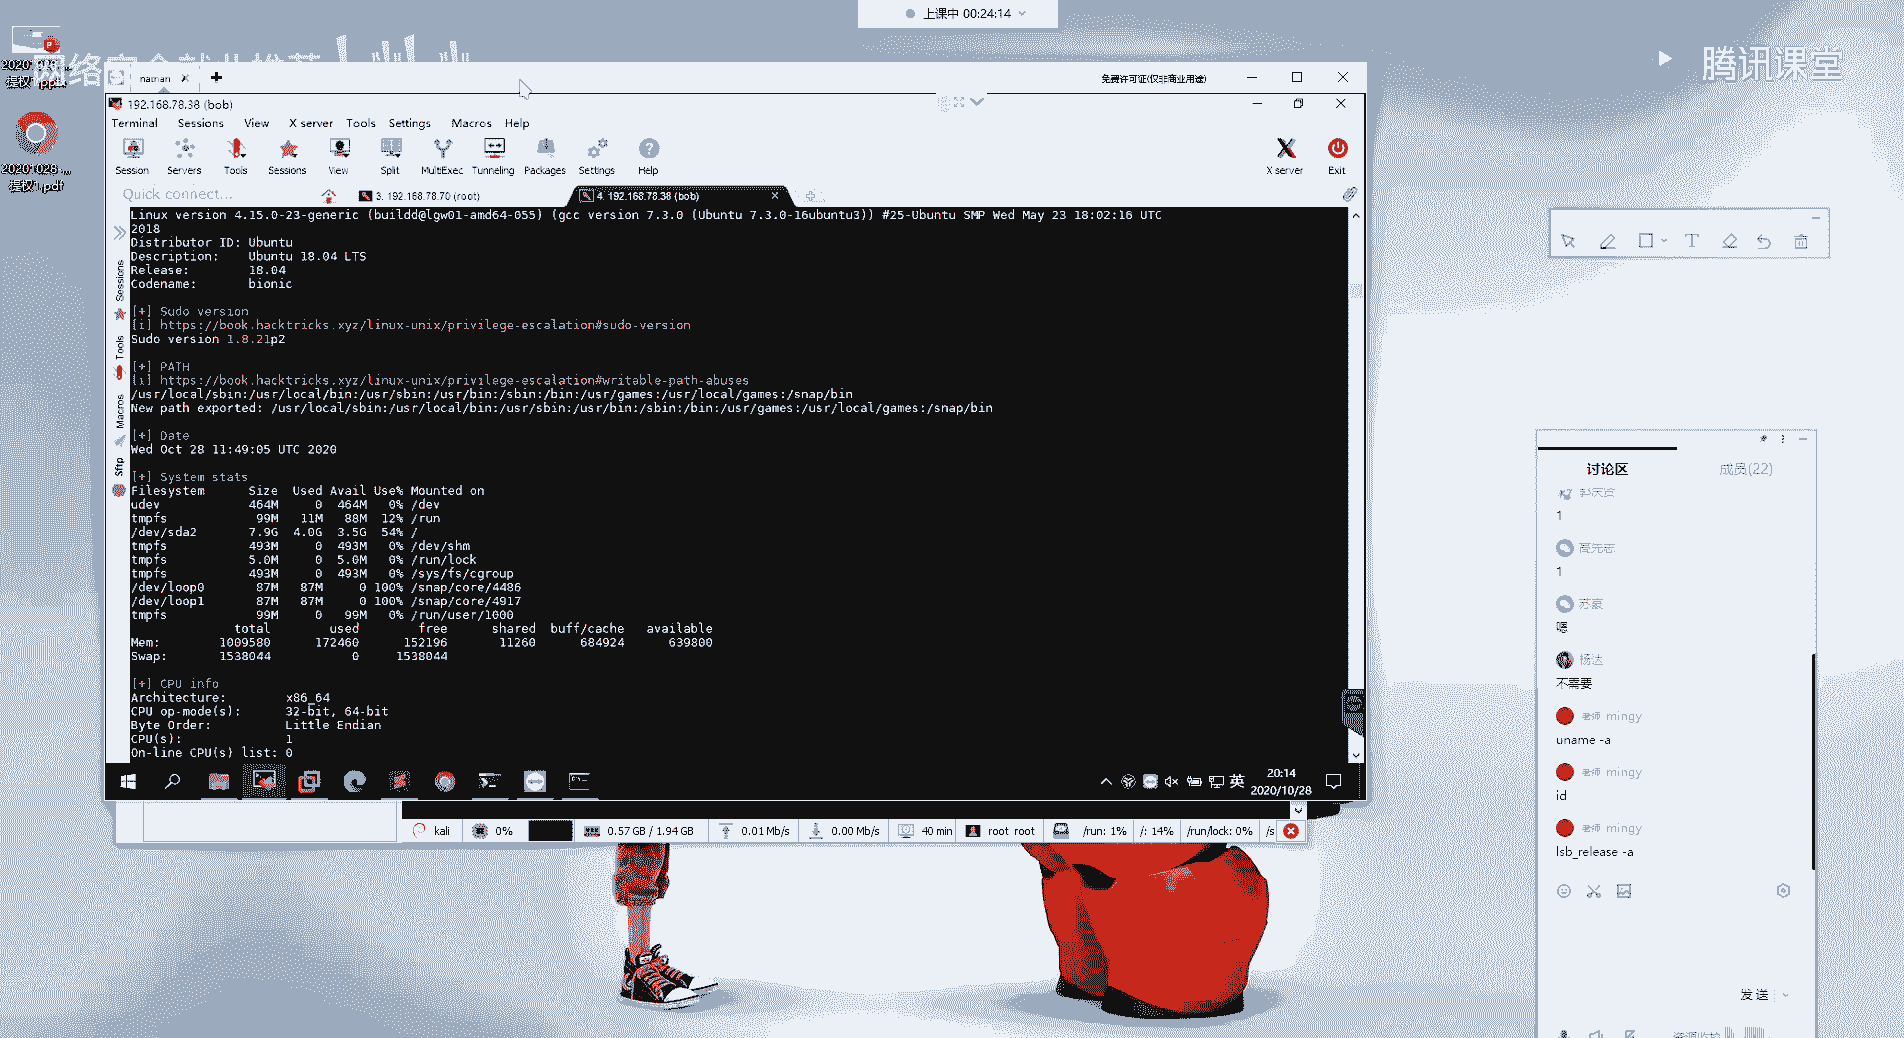 上课中 00:24:14
腾讯课堂
提权1.pdf
naman
免费许可证(仅非商业用途)
192.168.78.38 (bob)
Terminal Sessions View X server Tools Settings Macros Help
Session Servers Tools Sessions View Split MultiExec Tunneling Packages Settings Help X server Exit
Quick connect...
3. 192.168.78.70 (root)
4. 192.168.78.38 (bob)
Sessions
Tools
Macros
Sftp
Linux version 4.15.0-23-generic (buildd@lgw01-amd64-055) (gcc version 7.3.0 (Ubuntu 7.3.0-16ubuntu3)) #25-Ubuntu SMP Wed May 23 18:02:16 UTC
2018
Distributor ID: Ubuntu
Description: Ubuntu 18.04 LTS
Release: 18.04
Codename: bionic
[+] Sudo version
[i] https://book.hacktricks.xyz/linux-unix/privilege-escalation#sudo-version
Sudo version 1.8.21p2
[+] PATH
[i] https://book.hacktricks.xyz/linux-unix/privilege-escalation#writable-path-abuses
/usr/local/sbin:/usr/local/bin:/usr/sbin:/usr/bin:/sbin:/bin:/usr/games:/usr/local/games:/snap/bin
New path exported: /usr/local/sbin:/usr/local/bin:/usr/sbin:/usr/bin:/sbin:/bin:/usr/games:/usr/local/games:/snap/bin
[+] Date
Wed Oct 28 11:49:05 UTC 2020
[+] System stats
Filesystem Size Used Avail Use% Mounted on
udev 464M 0 464M 0% /dev
tmpfs 99M 11M 88M 12% /run
/dev/sda2 7.9G 4.0G 3.5G 54% /
tmpfs 493M 0 493M 0% /dev/shm
tmpfs 5.0M 0 5.0M 0% /run/lock
tmpfs 493M 0 493M 0% /sys/fs/cgroup
/dev/loop0 87M 87M 0 100% /snap/core/4486
/dev/loop1 87M 87M 0 100% /snap/core/4917
tmpfs 99M 0 99M 0% /run/user/1000
total used free shared buff/cache available
Mem: 1009580 172460 152196 11260 684924 639800
Swap: 1538044 0 1538044
[+] CPU info
Architecture: x86_64
CPU op-mode(s): 32-bit, 64-bit
Byte Order: Little Endian
CPU(s): 1
On-line CPU(s) list: 0
英
20:14
2020/10/28
kali 0% 0.57 GB / 1.94 GB 0.01 Mb/s 0.00 Mb/s 40 min root root /run: 1% /: 14% /run/lock: 0% /s
讨论区 成员(22)
1
1
苏豪
嗯
杨达
不需要
老师 mingy
uname -a
老师 mingy
id
老师 mingy
lsb_release -a
发送